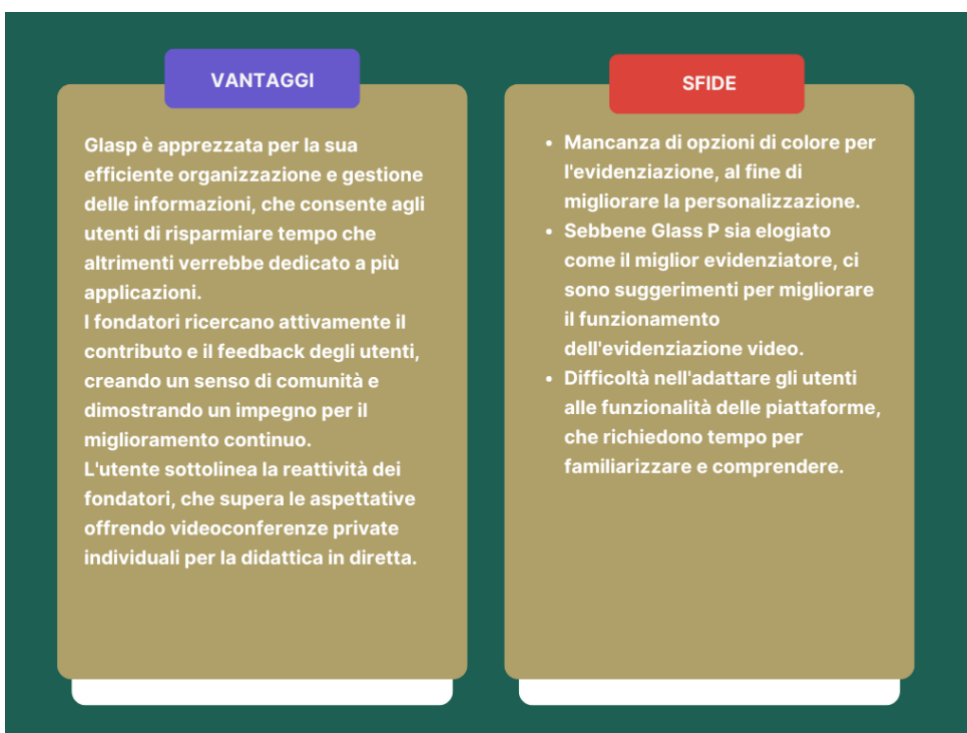 VANTAGGI
Glasp è apprezzata per la sua
efficiente organizzazione e gestione
delle informazioni, che consente agli
utenti di risparmiare tempo che
altrimenti verrebbe dedicato a più
applicazioni.
I fondatori ricercano attivamente il
contributo e il feedback degli utenti,
creando un senso di comunità e
dimostrando un impegno per il
miglioramento continuo.
L'utente sottolinea la reattività dei
fondatori, che supera le aspettative
offrendo videoconferenze private
individuali per la didattica in diretta.
SFIDE
• Mancanza di opzioni di colore per
l'evidenziazione, al fine di
migliorare la personalizzazione.
• Sebbene Glass P sia elogiato
come il miglior evidenziatore, ci
sono suggerimenti per migliorare
il funzionamento
dell'evidenziazione video.
• Difficoltà nell'adattare gli utenti
alle funzionalità delle piattaforme,
che richiedono tempo per
familiarizzare e comprendere.